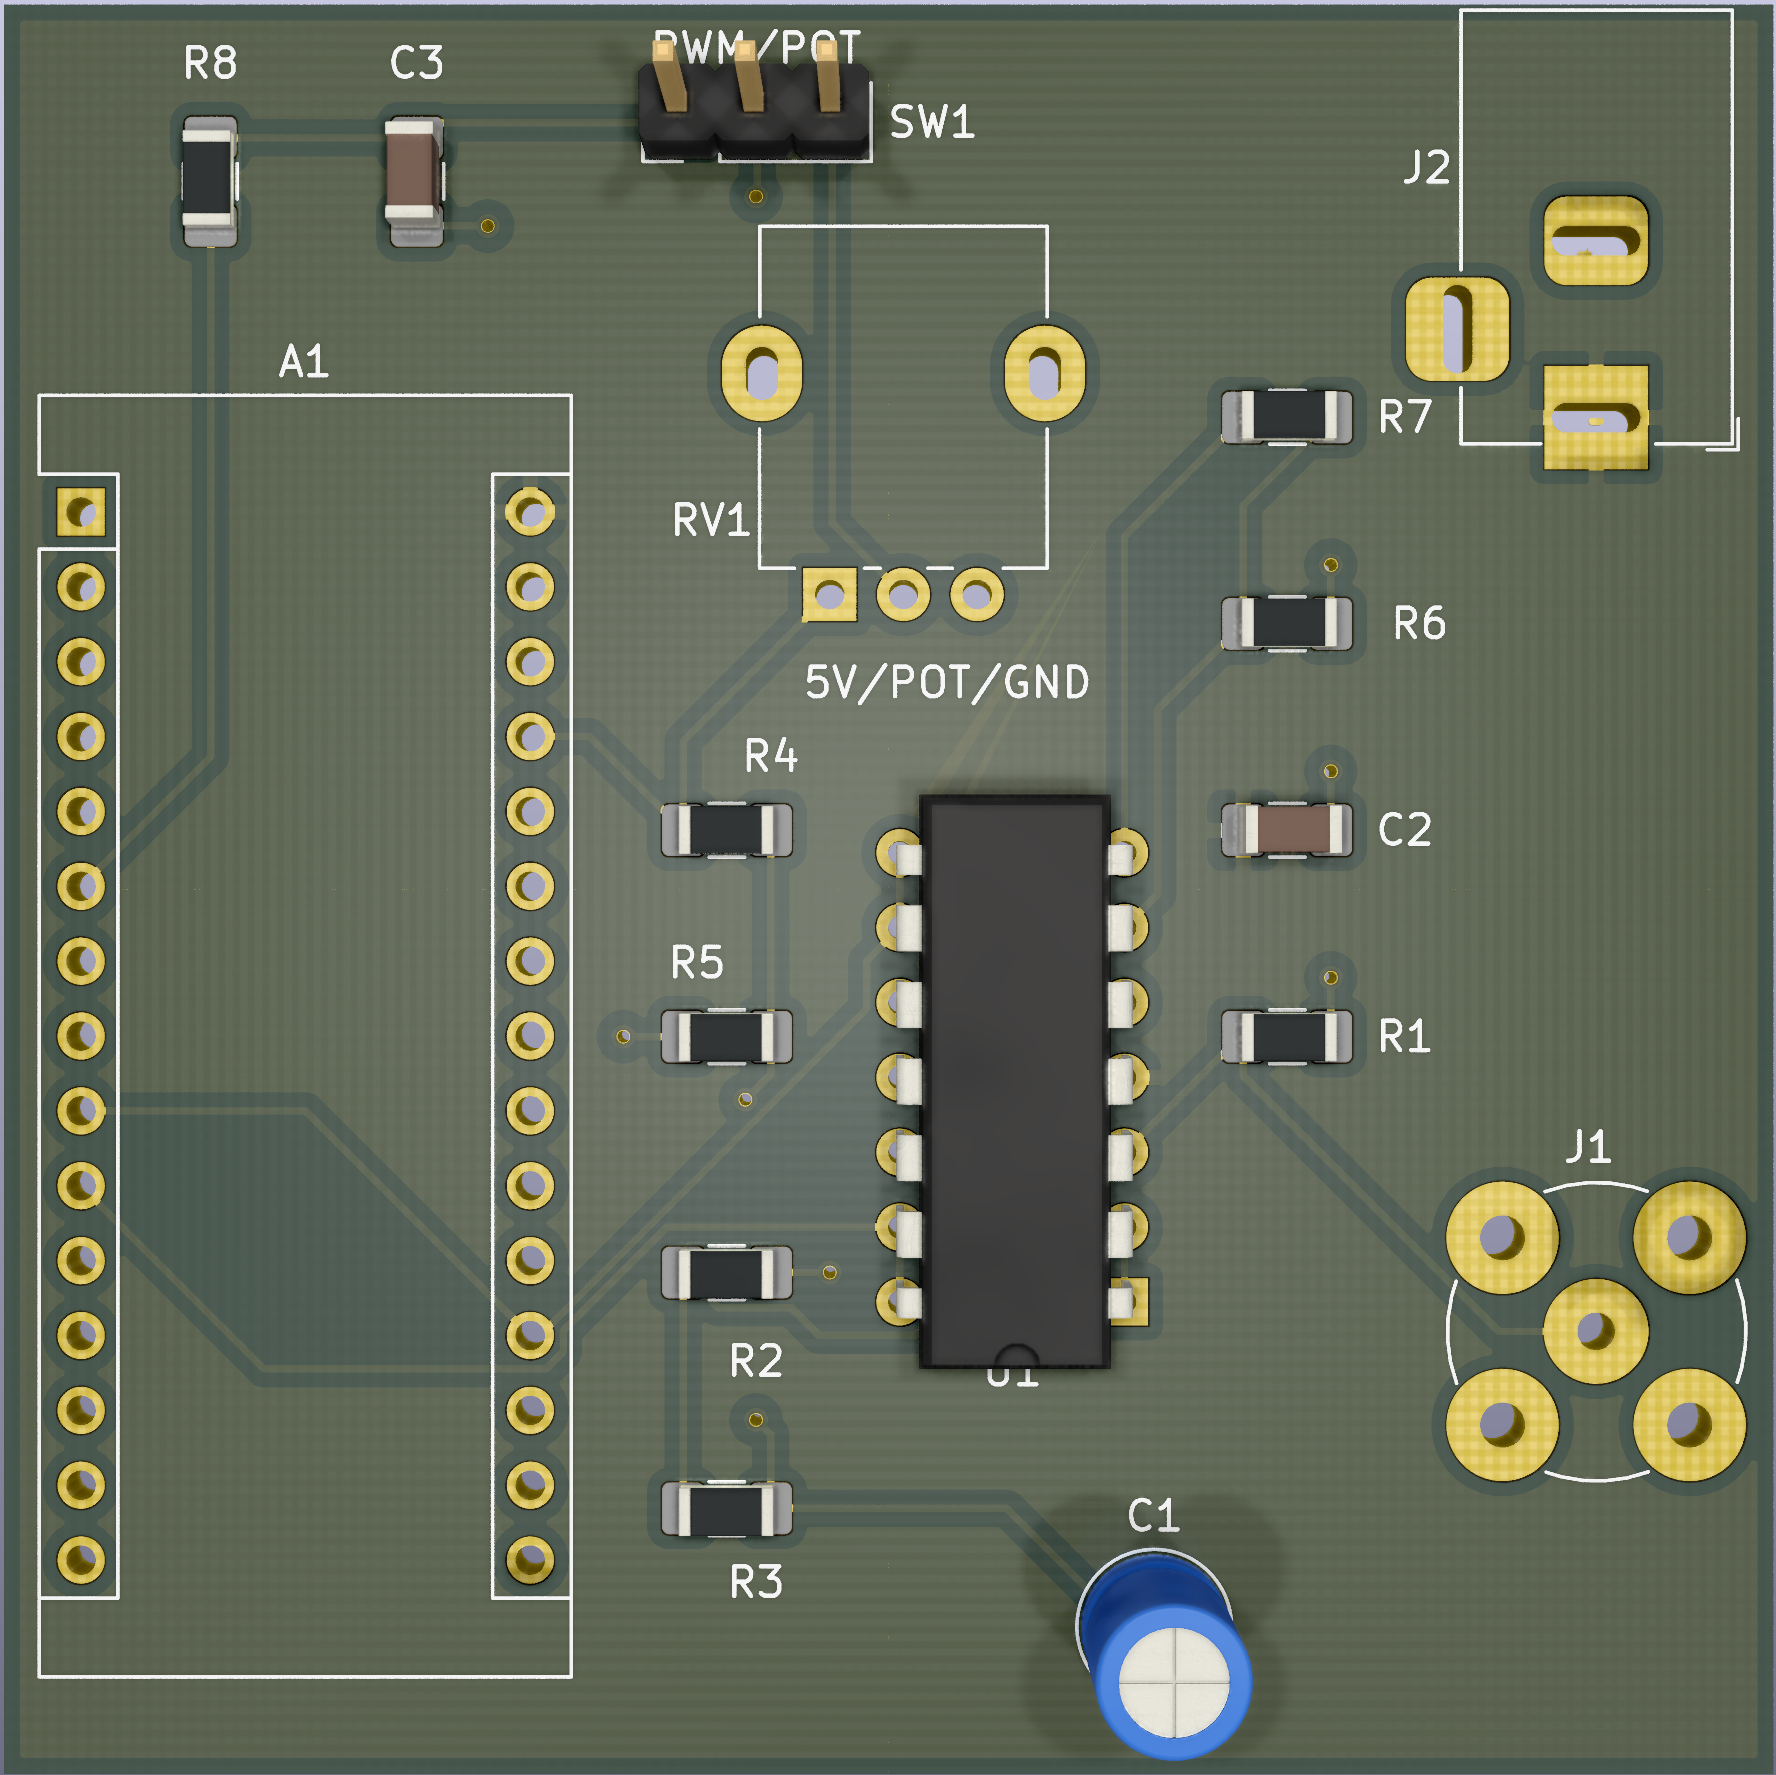 R8
C3
PWM/POT
SW1
J2
A1
R7
RV1
R6
5V/POT/GND
R4
C2
R5
R1
J1
R2
U1
C1
R3